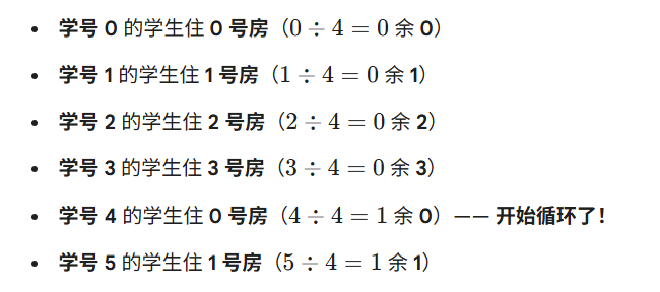 • 学号 0 的学生住 0 号房（0 ÷ 4 = 0 余 0）
• 学号 1 的学生住 1 号房（1 ÷ 4 = 0 余 1）
• 学号 2 的学生住 2 号房（2 ÷ 4 = 0 余 2）
• 学号 3 的学生住 3 号房（3 ÷ 4 = 0 余 3）
• 学号 4 的学生住 0 号房（4 ÷ 4 = 1 余 0）—— 开始循环了！
• 学号 5 的学生住 1 号房（5 ÷ 4 = 1 余 1）